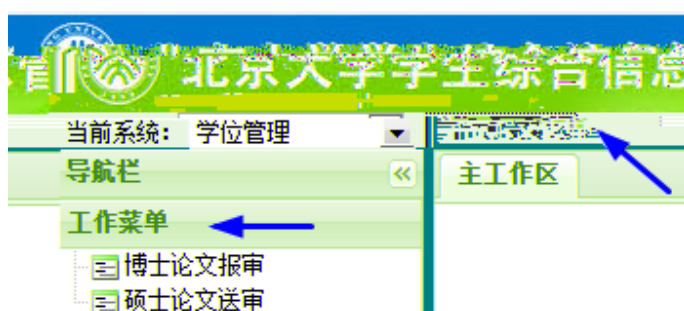 北京大学学生综合信息
当前系统： 学位管理
导航栏
主工作区
工作菜单
博士论文报审
硕士论文送审